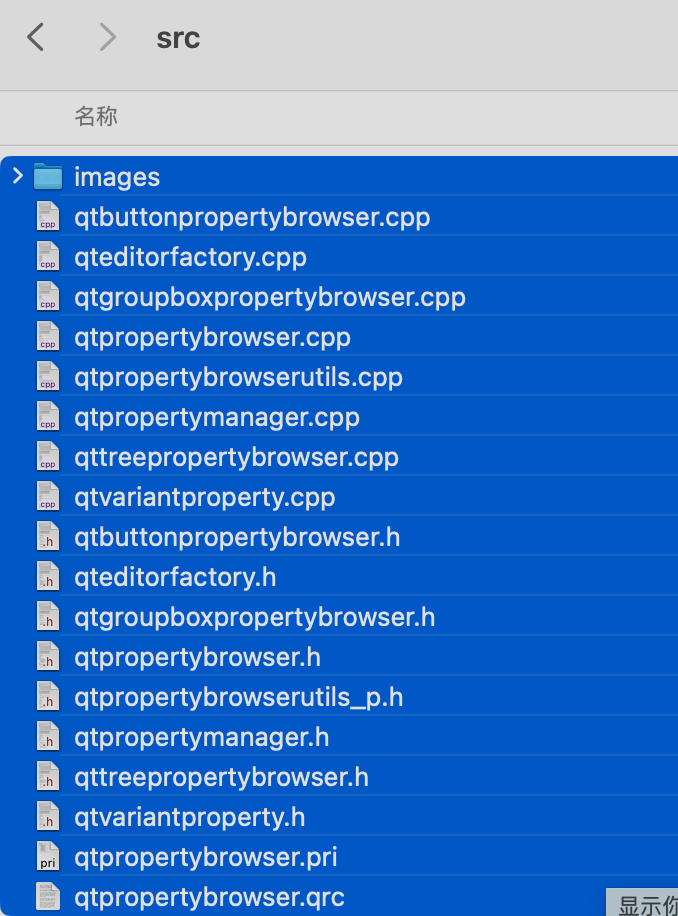 src
名称
images
qtbuttonpropertybrowser.cpp
qteditorfactory.cpp
qtgroupboxpropertybrowser.cpp
qtpropertybrowser.cpp
qtpropertybrowserutils.cpp
qtpropertymanager.cpp
qttreepropertybrowser.cpp
qtvariantproperty.cpp
qtbuttonpropertybrowser.h
qteditorfactory.h
qtgroupboxpropertybrowser.h
qtpropertybrowser.h
qtpropertybrowserutils_p.h
qtpropertymanager.h
qttreepropertybrowser.h
qtvariantproperty.h
qtpropertybrowser.pri
qtpropertybrowser.qrc
显示你